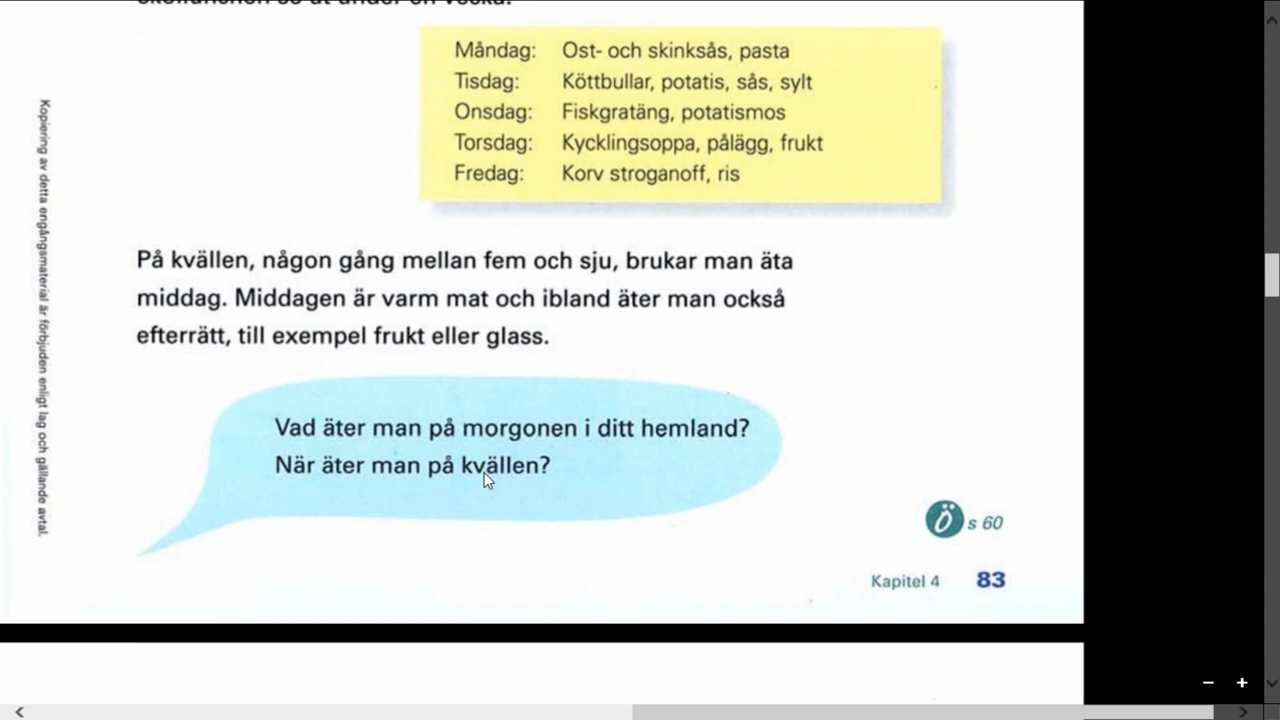 Måndag: Ost- och skinksås, pasta
Tisdag: Köttbullar, potatis, sås, sylt
Onsdag: Fiskgratäng, potatismos
Torsdag: Kycklingsoppa, pålägg, frukt
Fredag: Korv stroganoff, ris
På kvällen, någon gång mellan fem och sju, brukar man äta
middag. Middagen är varm mat och ibland äter man också
efterrätt, till exempel frukt eller glass.
Vad äter man på morgonen i ditt hemland?
När äter man på kvällen?
Ö s 60
Kapitel 4 83
Kopiering av detta engångsmaterial är förbjuden enligt lag och gällande avtal.